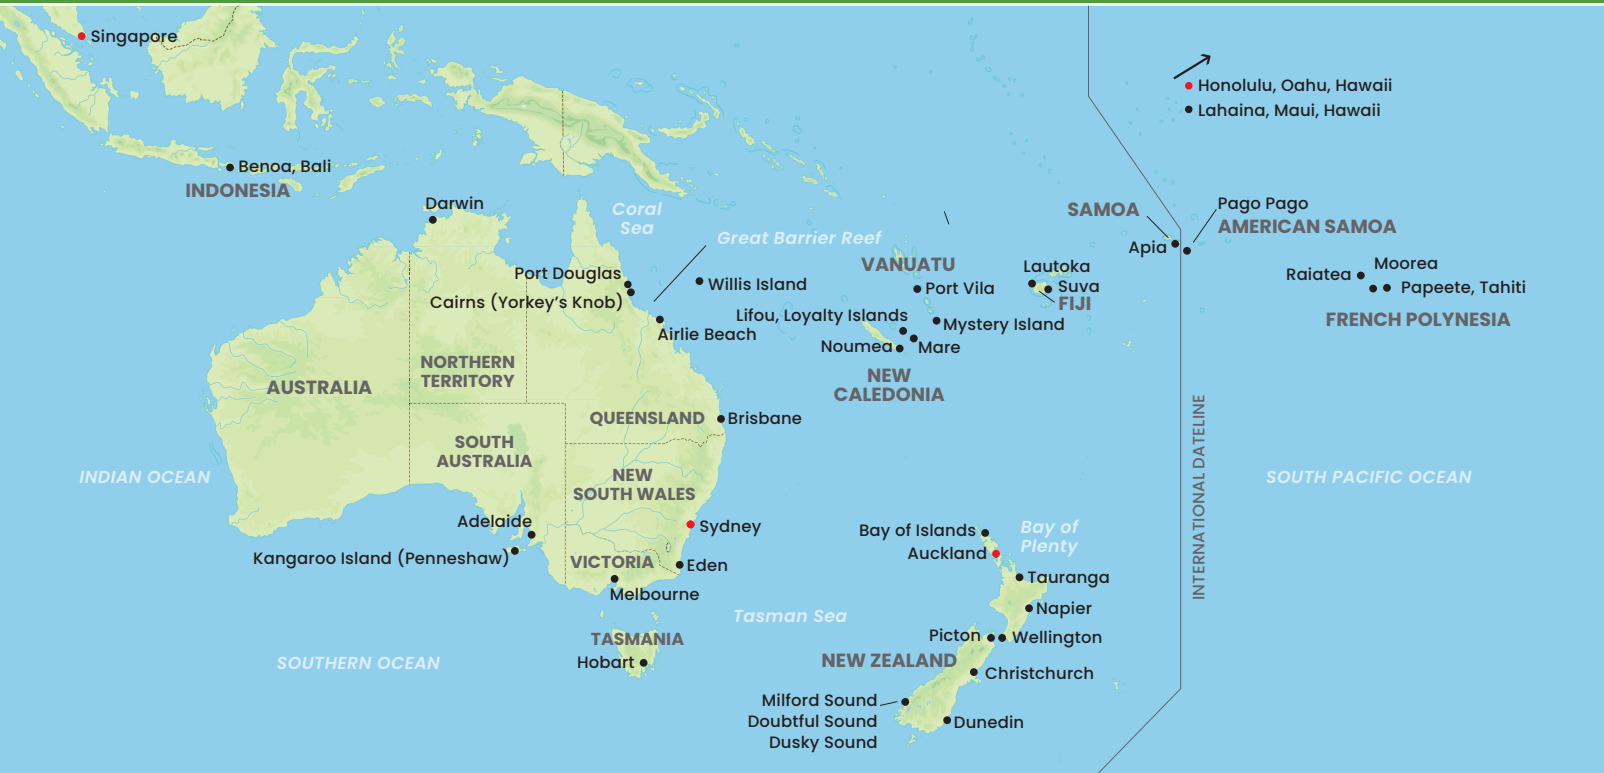 Singapore
Honolulu, Oahu, Hawaii
Lahaina, Maui, Hawaii
Benoa, Bali
INDONESIA
Darwin
Coral
Sea
Great Barrier Reef
SAMOA
Pago Pago
AMERICAN SAMOA
Apia
Port Douglas
Cairns (Yorkey’s Knob)
Willis Island
Airlie Beach
VANUATU
Port Vila
Lautoka
Suva
FIJI
Raiatea
Moorea
Papeete, Tahiti
FRENCH POLYNESIA
Lifou, Loyalty Islands
Mystery Island
Noumea
Mare
NEW
CALEDONIA
AUSTRALIA
NORTHERN
TERRITORY
QUEENSLAND
Brisbane
SOUTH
AUSTRALIA
NEW
SOUTH WALES
INDIAN OCEAN
SOUTH PACIFIC OCEAN
INTERNATIONAL DATELINE
Adelaide
Kangaroo Island (Penneshaw)
Sydney
VICTORIA
Eden
Melbourne
Bay of Islands
Auckland
Bay of
Plenty
Tauranga
Napier
Tasman Sea
TASMANIA
Hobart
SOUTHERN OCEAN
Picton
Wellington
NEW ZEALAND
Christchurch
Milford Sound
Doubtful Sound
Dusky Sound
Dunedin